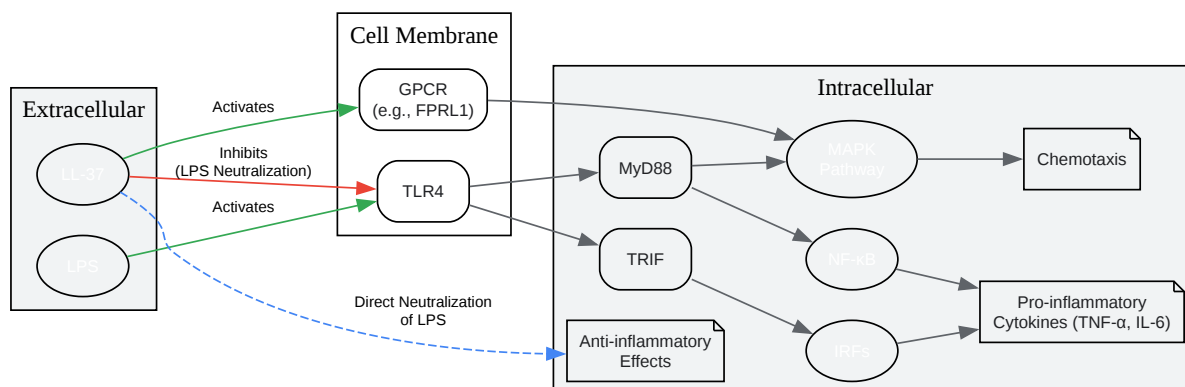 Extracellular
LL-37
LPS
Activates
Inhibits
(LPS Neutralization)
Activates
Direct Neutralization
of LPS
Cell Membrane
GPCR
(e.g., FPRL1)
TLR4
Intracellular
MyD88
TRIF
Anti-inflammatory
Effects
MAPK
Pathway
NF-κB
IRFs
Chemotaxis
Pro-inflammatory
Cytokines (TNF-α, IL-6)